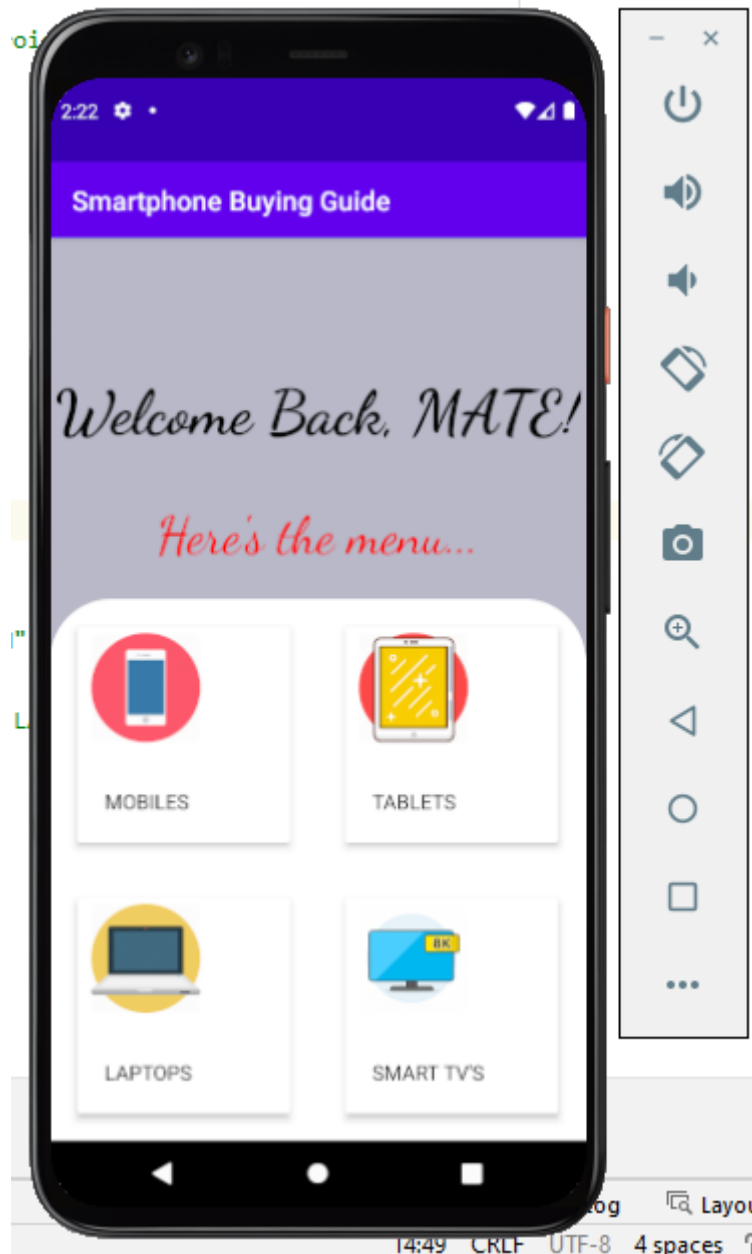 2:22
Smartphone Buying Guide
Welcome Back, MATE!
Here's the menu...
MOBILES
TABLETS
8K
LAPTOPS
SMART TV'S
Layou
14:49 CRLF UTF-8 4 spaces